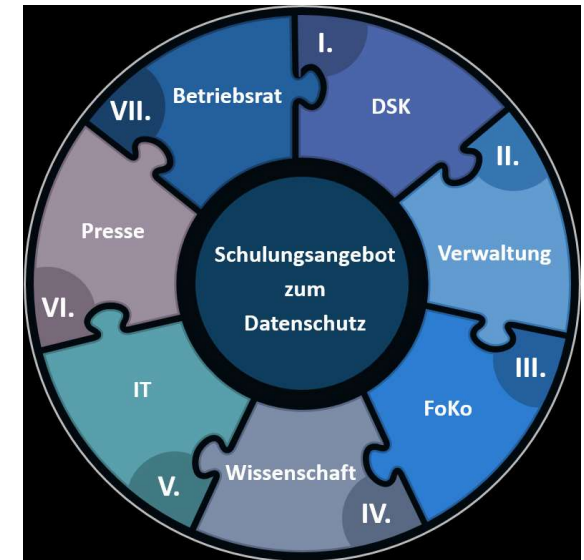 Schulungsangebot
zum
Datenschutz
I.
DSK
II.
Verwaltung
III.
FoKo
IV.
Wissenschaft
V.
IT
VI.
Presse
VII.
Betriebsrat